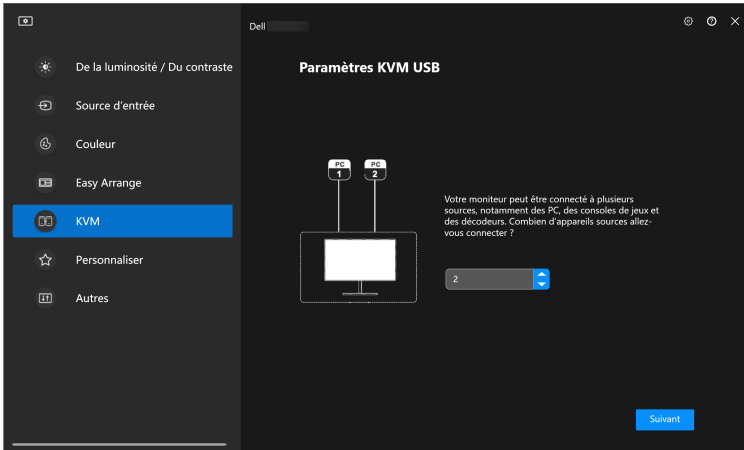 Dell
De la luminosité / Du contraste
Source d'entrée
Couleur
Easy Arrange
KVM
Personnaliser
Autres
Paramètres KVM USB
PC
1
PC
2
Votre moniteur peut être connecté à plusieurs
sources, notamment des PC, des consoles de jeux et
des décodeurs. Combien d'appareils sources allez-
vous connecter ?
2
Suivant